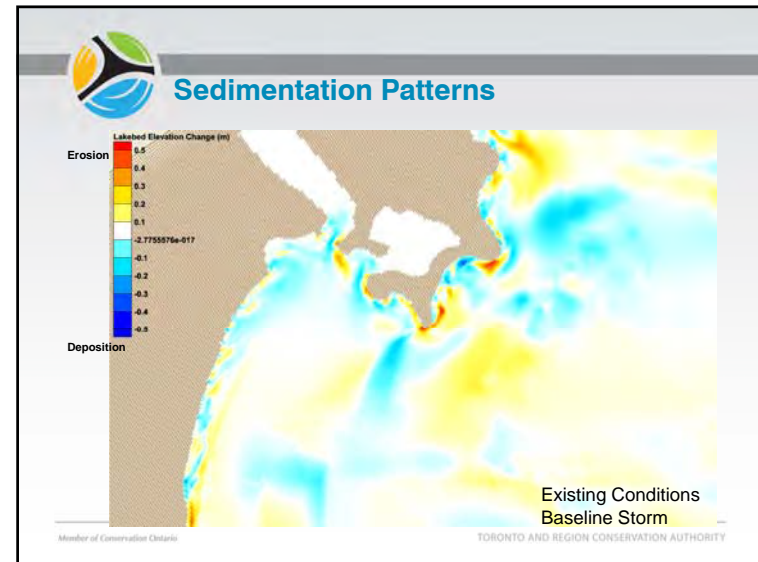 Sedimentation Patterns
Lakebed Elevation Change (m)
Erosion
0.5
0.4
0.3
0.2
0.1
-2.7755576e-017
-0.1
-0.2
-0.3
-0.4
-0.5
Deposition
Existing Conditions
Baseline Storm
Member of Conservation Ontario
TORONTO AND REGION CONSERVATION AUTHORITY